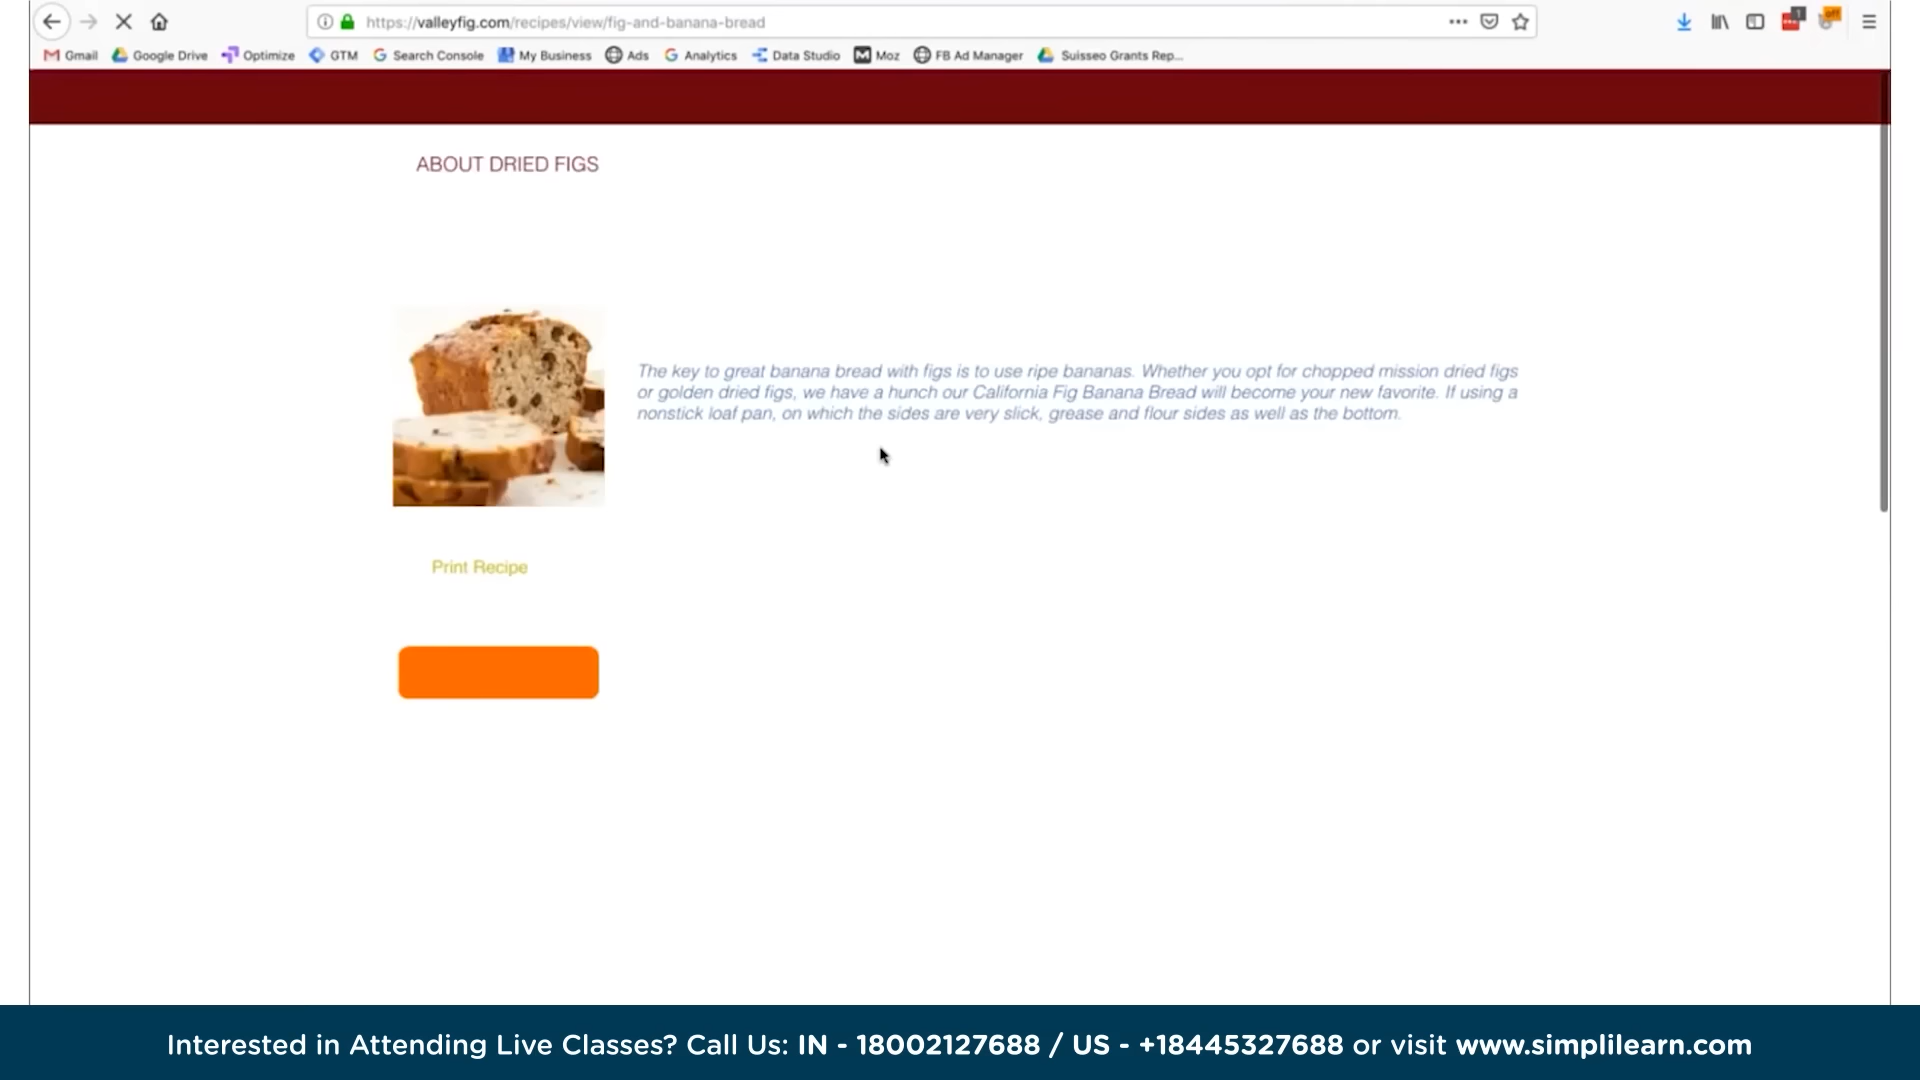 https://valleyfig.com/recipes/view/fig-and-banana-bread
Gmail Google Drive Optimize GTM Search Console My Business Ads Analytics Data Studio Moz FB Ad Manager Suisseo Grants Rep...
ABOUT DRIED FIGS
The key to great banana bread with figs is to use ripe bananas. Whether you opt for chopped mission dried figs
or golden dried figs, we have a hunch our California Fig Banana Bread will become your new favorite. If using a
nonstick loaf pan, on which the sides are very slick, grease and flour sides as well as the bottom.
Print Recipe
Interested in Attending Live Classes? Call Us: IN - 18002127688 / US - +18445327688 or visit www.simplilearn.com